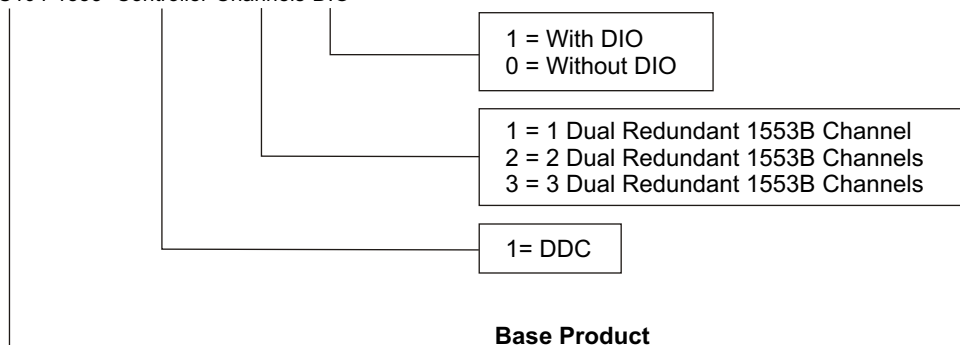 1 = With DIO
0 = Without DIO
1 = 1 Dual Redundant 1553B Channel
2 = 2 Dual Redundant 1553B Channels
3 = 3 Dual Redundant 1553B Channels
1= DDC
Base Product